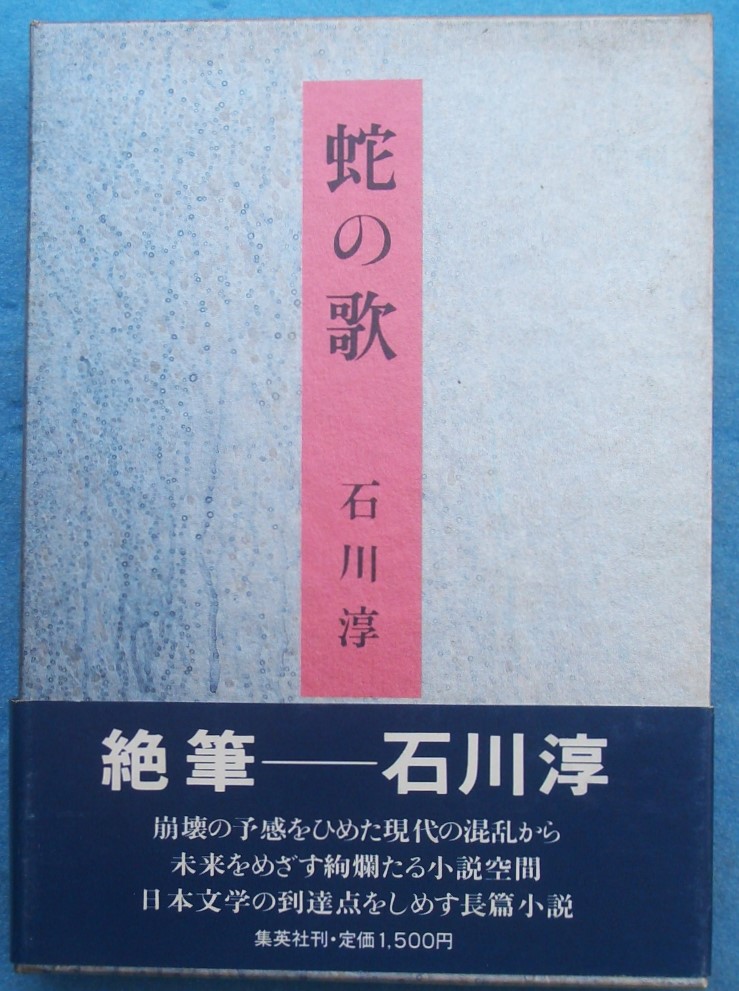 蛇の歌
石川淳
絶筆──石川淳
崩壊の予感をひめた現代の混乱から
未来をめざす絢爛たる小説空間
日本文学の到達点をしめす長篇小説
集英社刊・定価1,500円